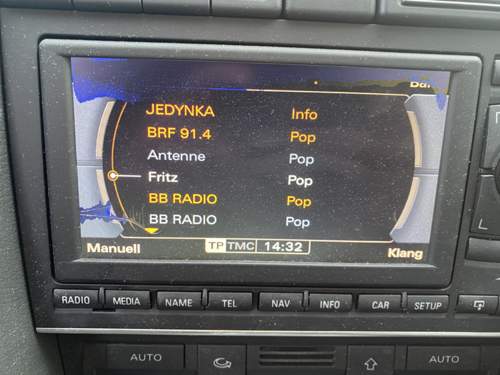 Ba
JEDYNKA Info
BRF 91.4 Pop
Antenne Pop
Fritz Pop
BB RADIO Pop
BB RADIO Pop
Manuell TP TMC 14:32 Klang
RADIO MEDIA NAME TEL NAV INFO CAR SETUP
AUTO AUTO